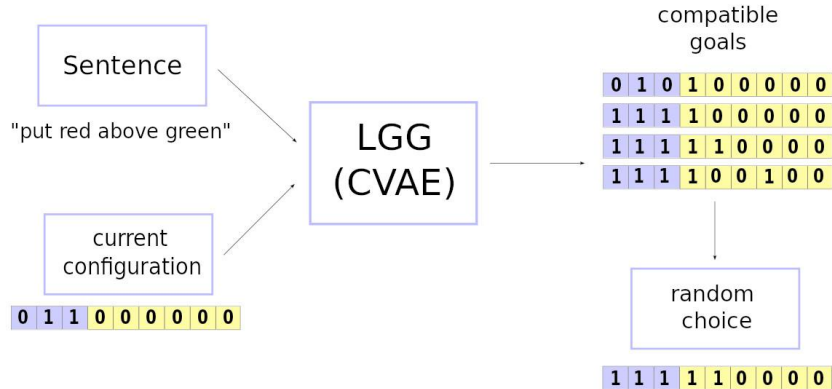 Sentence
"put red above green"
current
configuration
0 1 1 0 0 0 0 0 0
LGG
(CVAE)
compatible
goals
0 1 0 1 0 0 0 0 0
1 1 1 1 0 0 0 0 0
1 1 1 1 1 0 0 0 0
1 1 1 1 0 0 1 0 0
random
choice
1 1 1 1 1 0 0 0 0